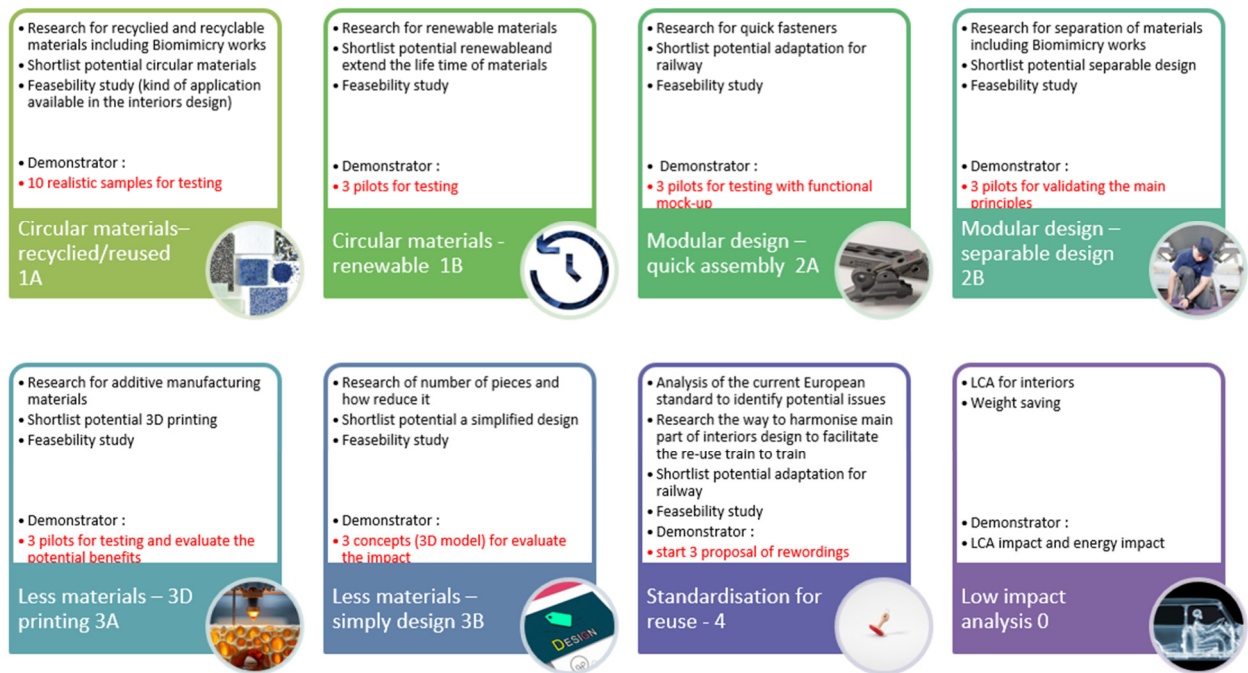 • Research for recycled and recyclable
materials including Biomimicry works
• Shortlist potential circular materials
• Feasebility study (kind of application
available in the interiors design)
• Demonstrator :
• 10 realistic samples for testing
Circular materials–
recyclied/reused
1A
• Research for renewable materials
• Shortlist potential renewableand
extend the life time of materials
• Feasebility study
• Demonstrator :
• 3 pilots for testing
Circular materials -
renewable 1B
• Research for quick fasteners
• Shortlist potential adaptation for
railway
• Feasebility study
• Demonstrator :
• 3 pilots for testing with functional
mock-up
Modular design –
quick assembly 2A
• Research for separation of materials
including Biomimicry works
• Shortlist potential separable design
• Feasebility study
• Demonstrator :
• 3 pilots for validating the main
principles
Modular design –
separable design
2B
• Research for additive manufacturing
materials
• Shortlist potential 3D printing
• Feasebility study
• Demonstrator :
• 3 pilots for testing and evaluate the
potential benefits
Less materials – 3D
printing 3A
• Research of number of pieces and
how reduce it
• Shortlist potential a simplified design
• Feasebility study
• Demonstrator :
• 3 concepts (3D model) for evaluate
the impact
Less materials –
simply design 3B
DESIGN
• Analysis of the current European
standard to identify potential issues
• Research the way to harmonise main
part of interiors design to facilitate
the re-use train to train
• Shortlist potential adaptation for
railway
• Feasebility study
• Demonstrator :
• start 3 proposal of rewordings
Standardisation for
reuse - 4
• LCA for interiors
• Weight saving
• Demonstrator :
• LCA impact and energy impact
Low impact
analysis 0